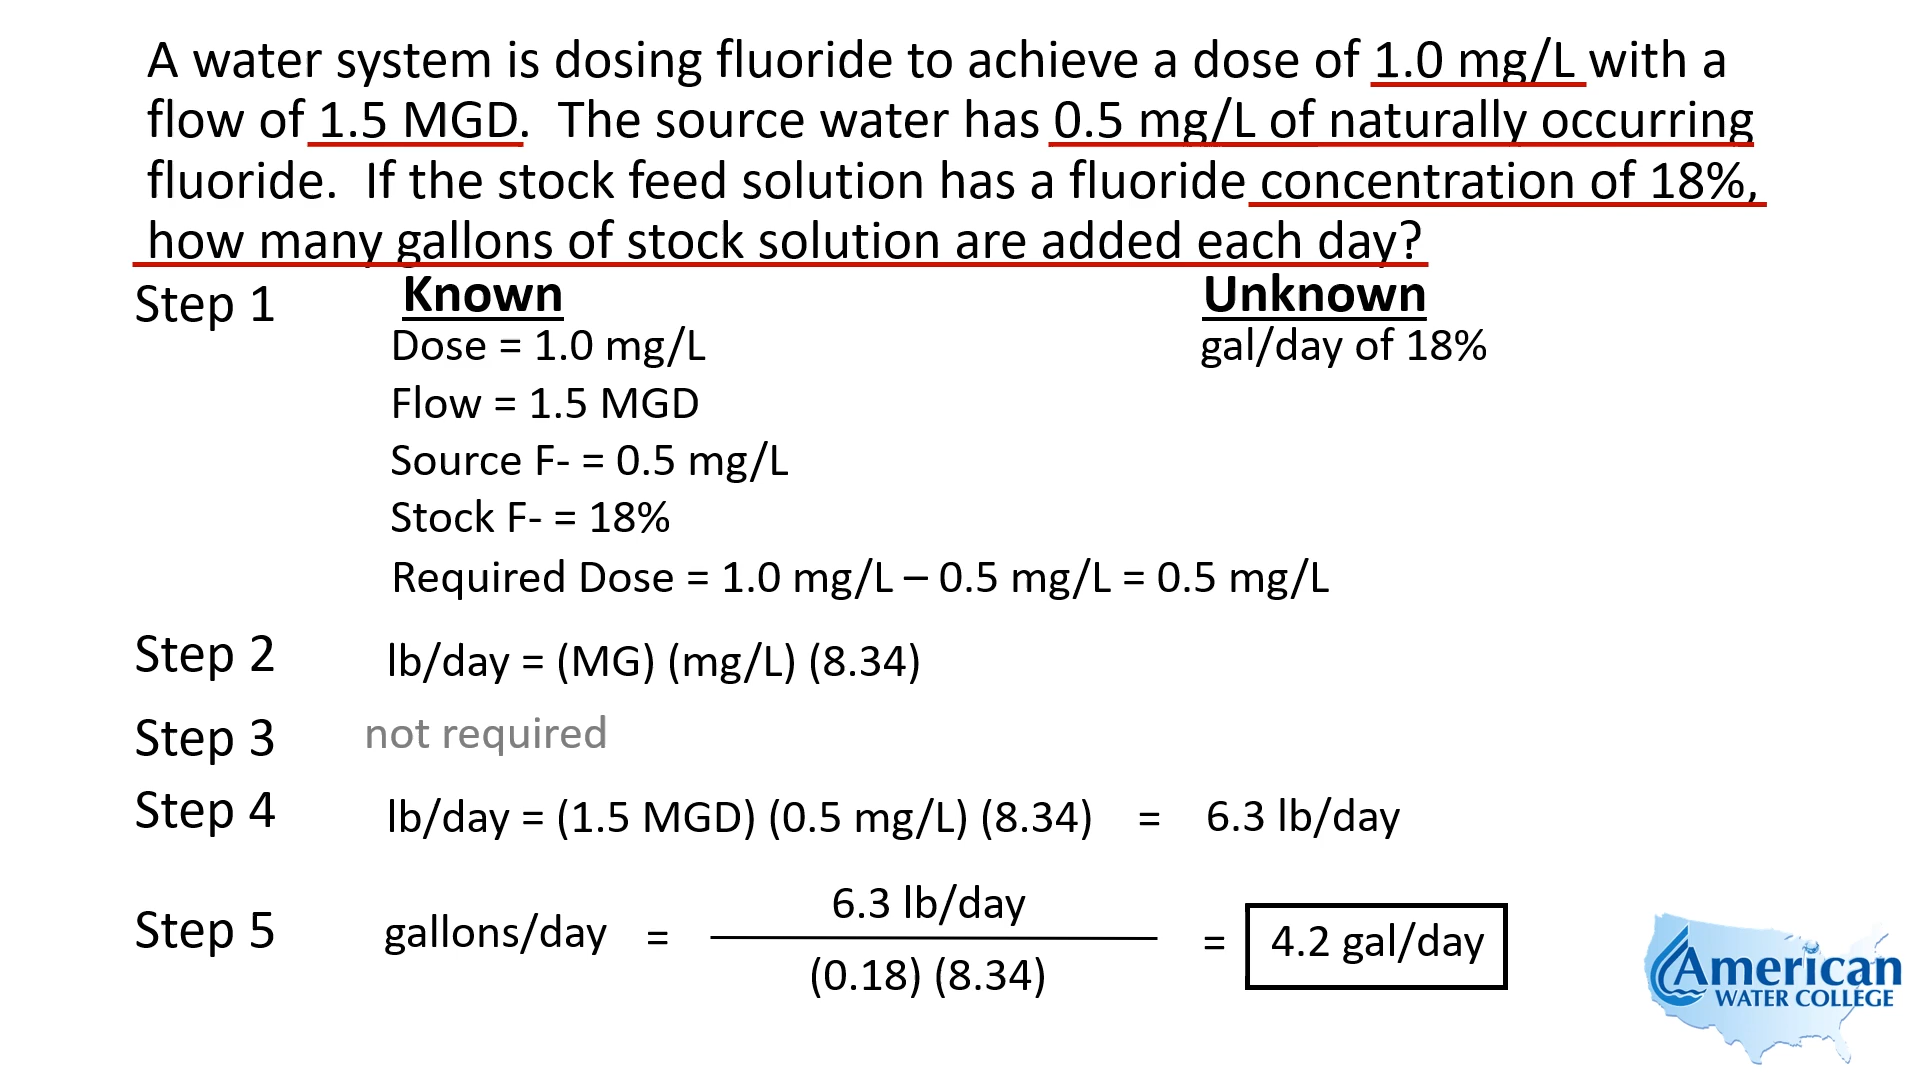 A water system is dosing fluoride to achieve a dose of 1.0 mg/L with a
flow of 1.5 MGD.  The source water has 0.5 mg/L of naturally occurring
fluoride.  If the stock feed solution has a fluoride concentration of 18%,
how many gallons of stock solution are added each day?
Step 1
Known
Unknown
Dose = 1.0 mg/L
gal/day of 18%
Flow = 1.5 MGD
Source F- = 0.5 mg/L
Stock F- = 18%
Required Dose = 1.0 mg/L – 0.5 mg/L = 0.5 mg/L
Step 2 lb/day = (MG) (mg/L) (8.34)
Step 3 not required
Step 4 lb/day = (1.5 MGD) (0.5 mg/L) (8.34) = 6.3 lb/day
Step 5 gallons/day =
6.3 lb/day
(0.18) (8.34)
= 4.2 gal/day
American
WATER COLLEGE